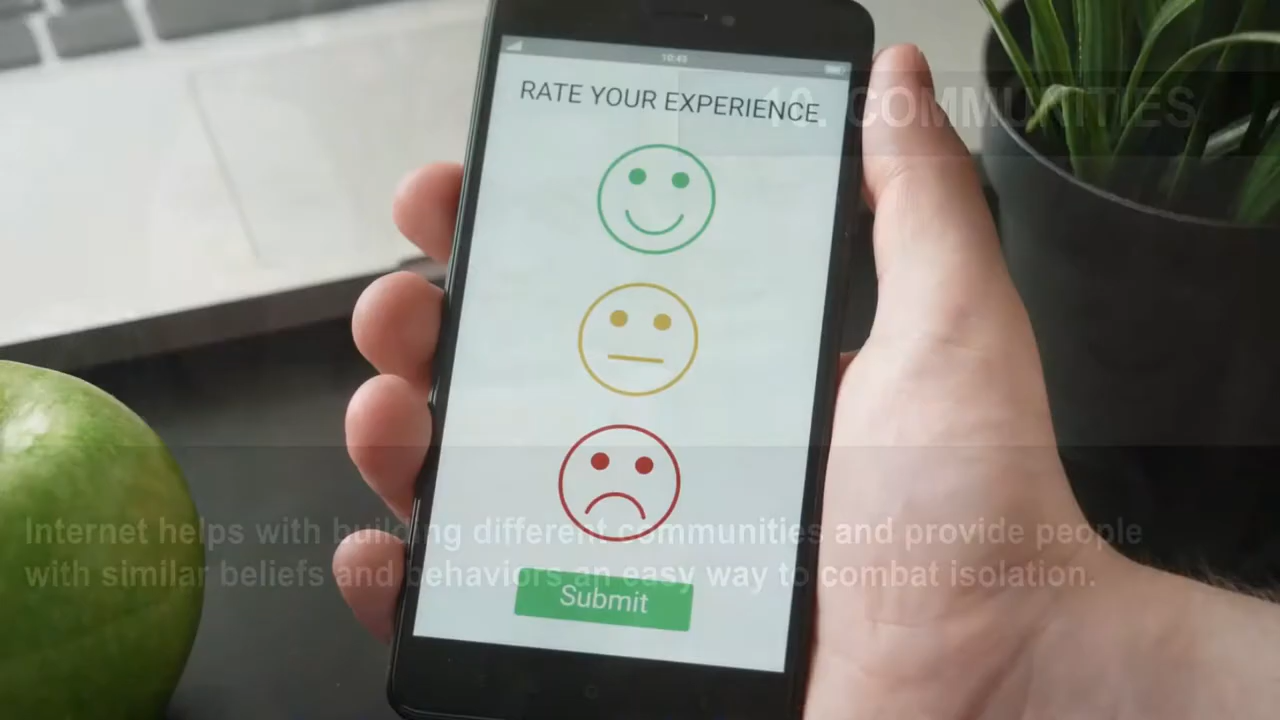 10:45
RATE YOUR EXPERIENCE
10. COMMUNITIES
Submit
Internet helps with building different communities and provide people
with similar beliefs and behaviors an easy way to combat isolation.